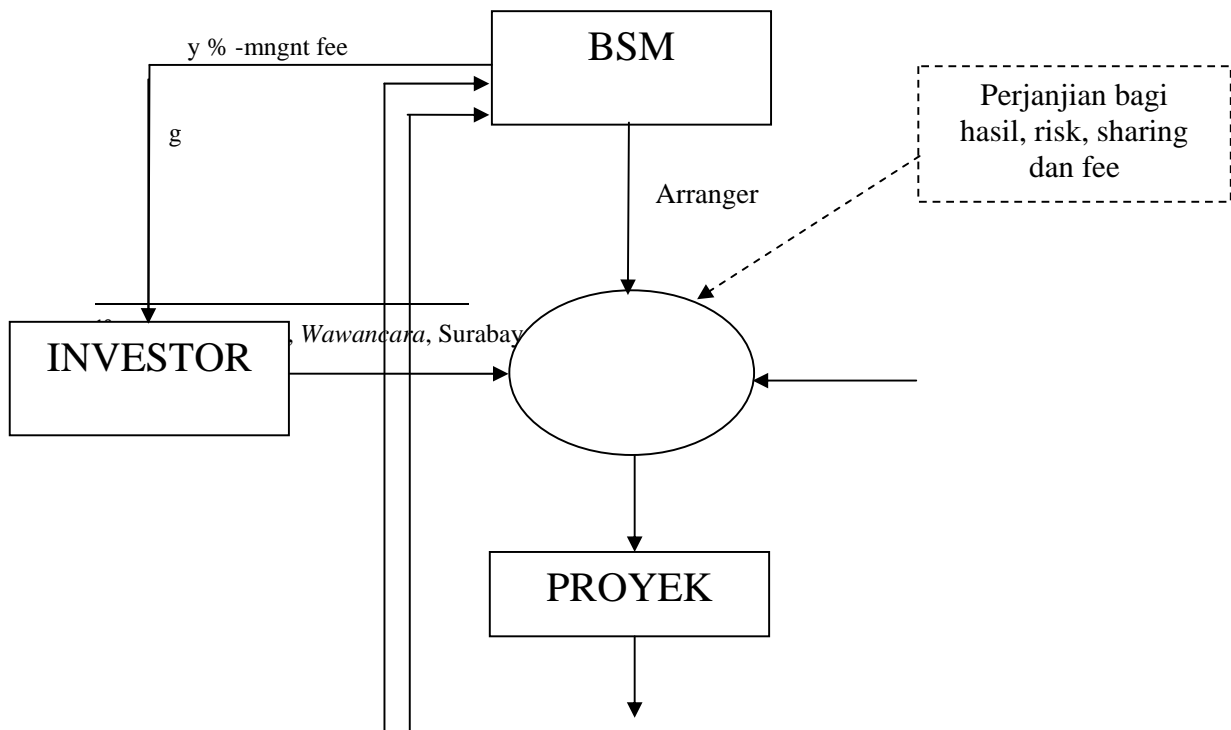 y % -mngnt fee
BSM
Perjanjian bagi
hasil, risk, sharing
dan fee
g
Arranger
, Wawancara, Surabay
INVESTOR
PROYEK